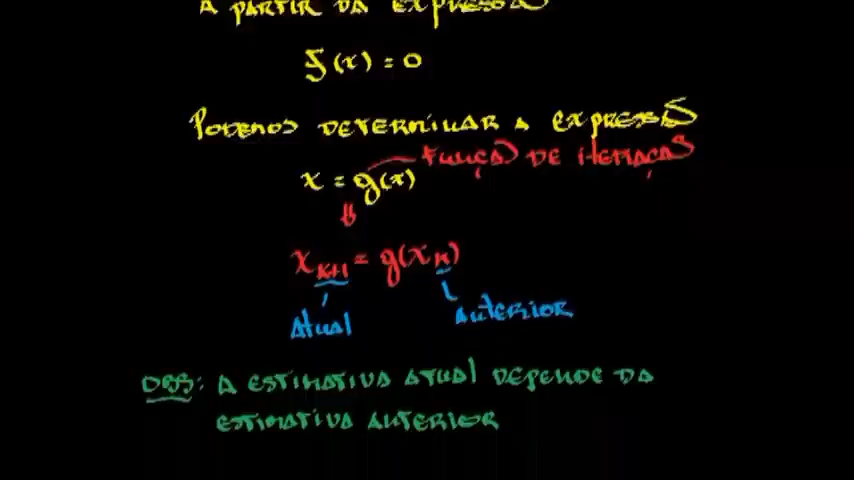 A PARTIR DA EXPRESSÃO
f(x) = 0
PODEMOS DETERMINAR A EXPRESSÃO
x = g(x) FUNÇÃO DE ITERAÇÃO
⇓
x_{k+1} = g(x_k)
ATUAL ANTERIOR
OBS: A ESTIMATIVA ATUAL DEPENDE DA
ESTIMATIVA ANTERIOR